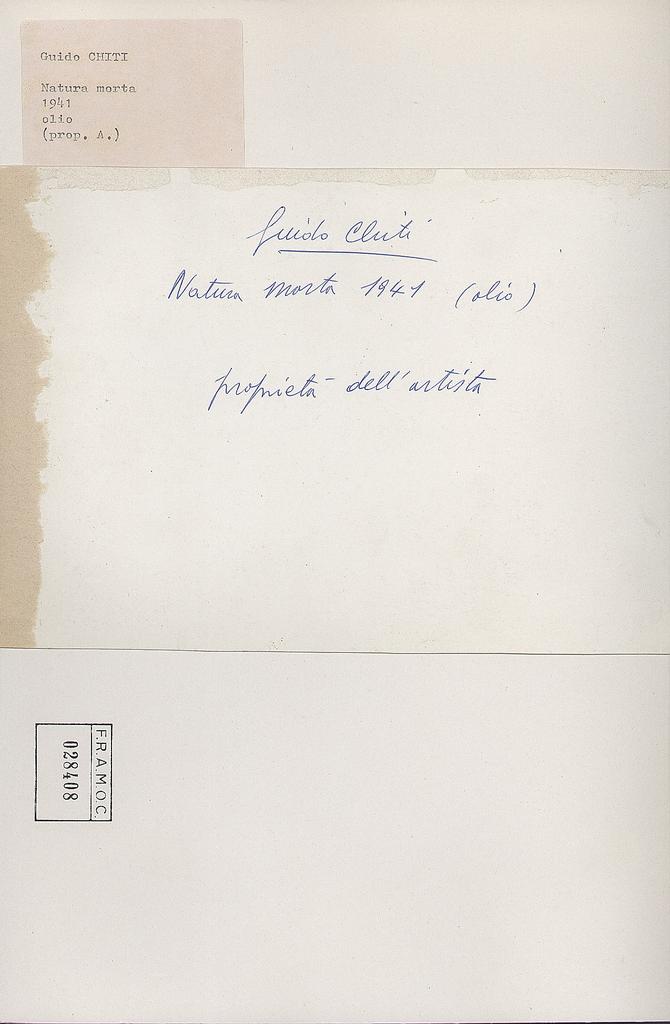 Guido CHITI
Natura morta
1941
olio
(prop. A.)
Guido Chiti
Natura morta 1941 (olio)
proprietà dell'artista
F.R.A.M.O.C.
028408